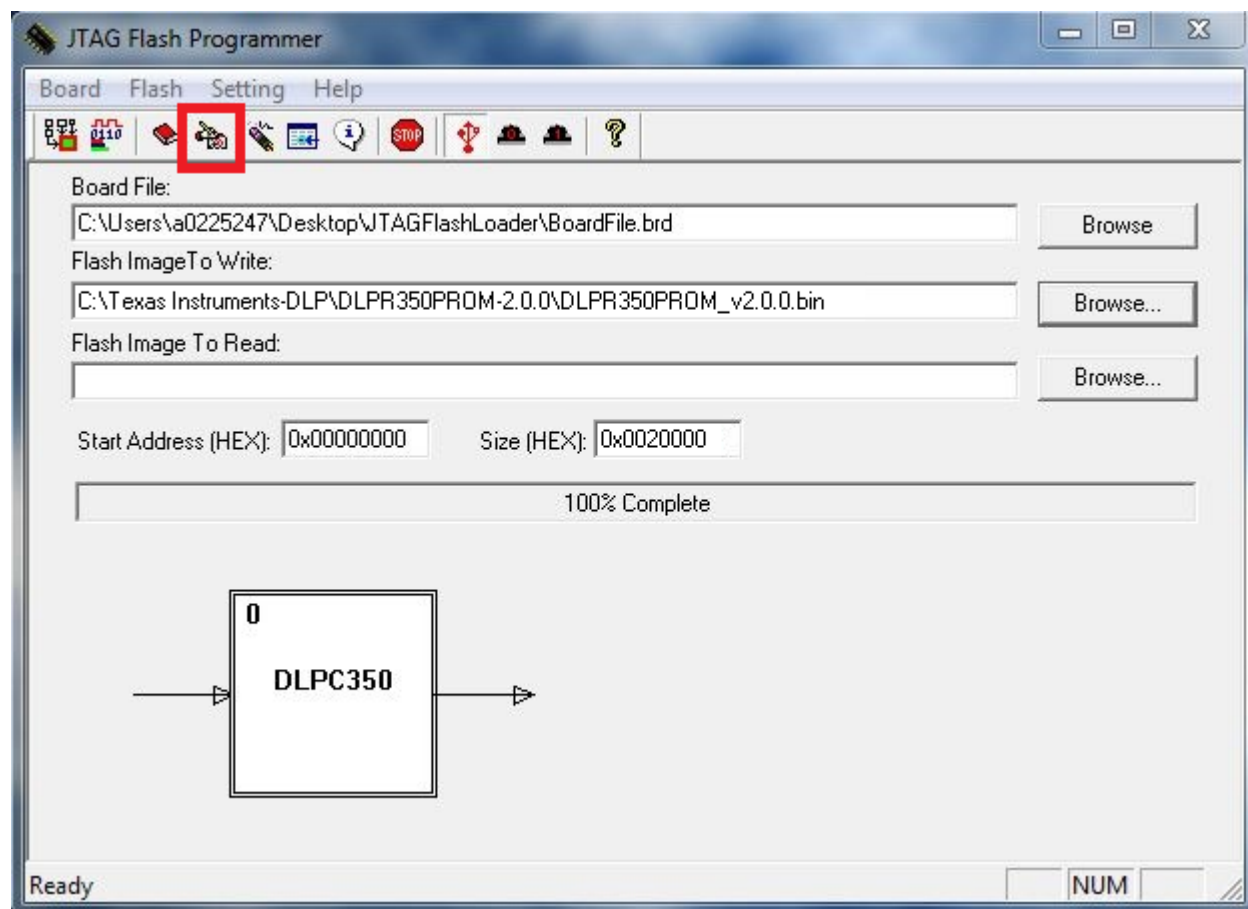 JTAG Flash Programmer
Board Flash Setting Help
0110 STOP ?
Board File:
C:\Users\a0225247\Desktop\JTAGFlashLoader\BoardFile.brd Browse
Flash ImageTo Write:
C:\Texas Instruments-DLP\DLPR350PROM-2.0.0\DLPR350PROM_v2.0.0.bin Browse...
Flash Image To Read:
Browse...
Start Address (HEX): 0x00000000 Size (HEX): 0x0020000
100% Complete
0
DLPC350
Ready NUM